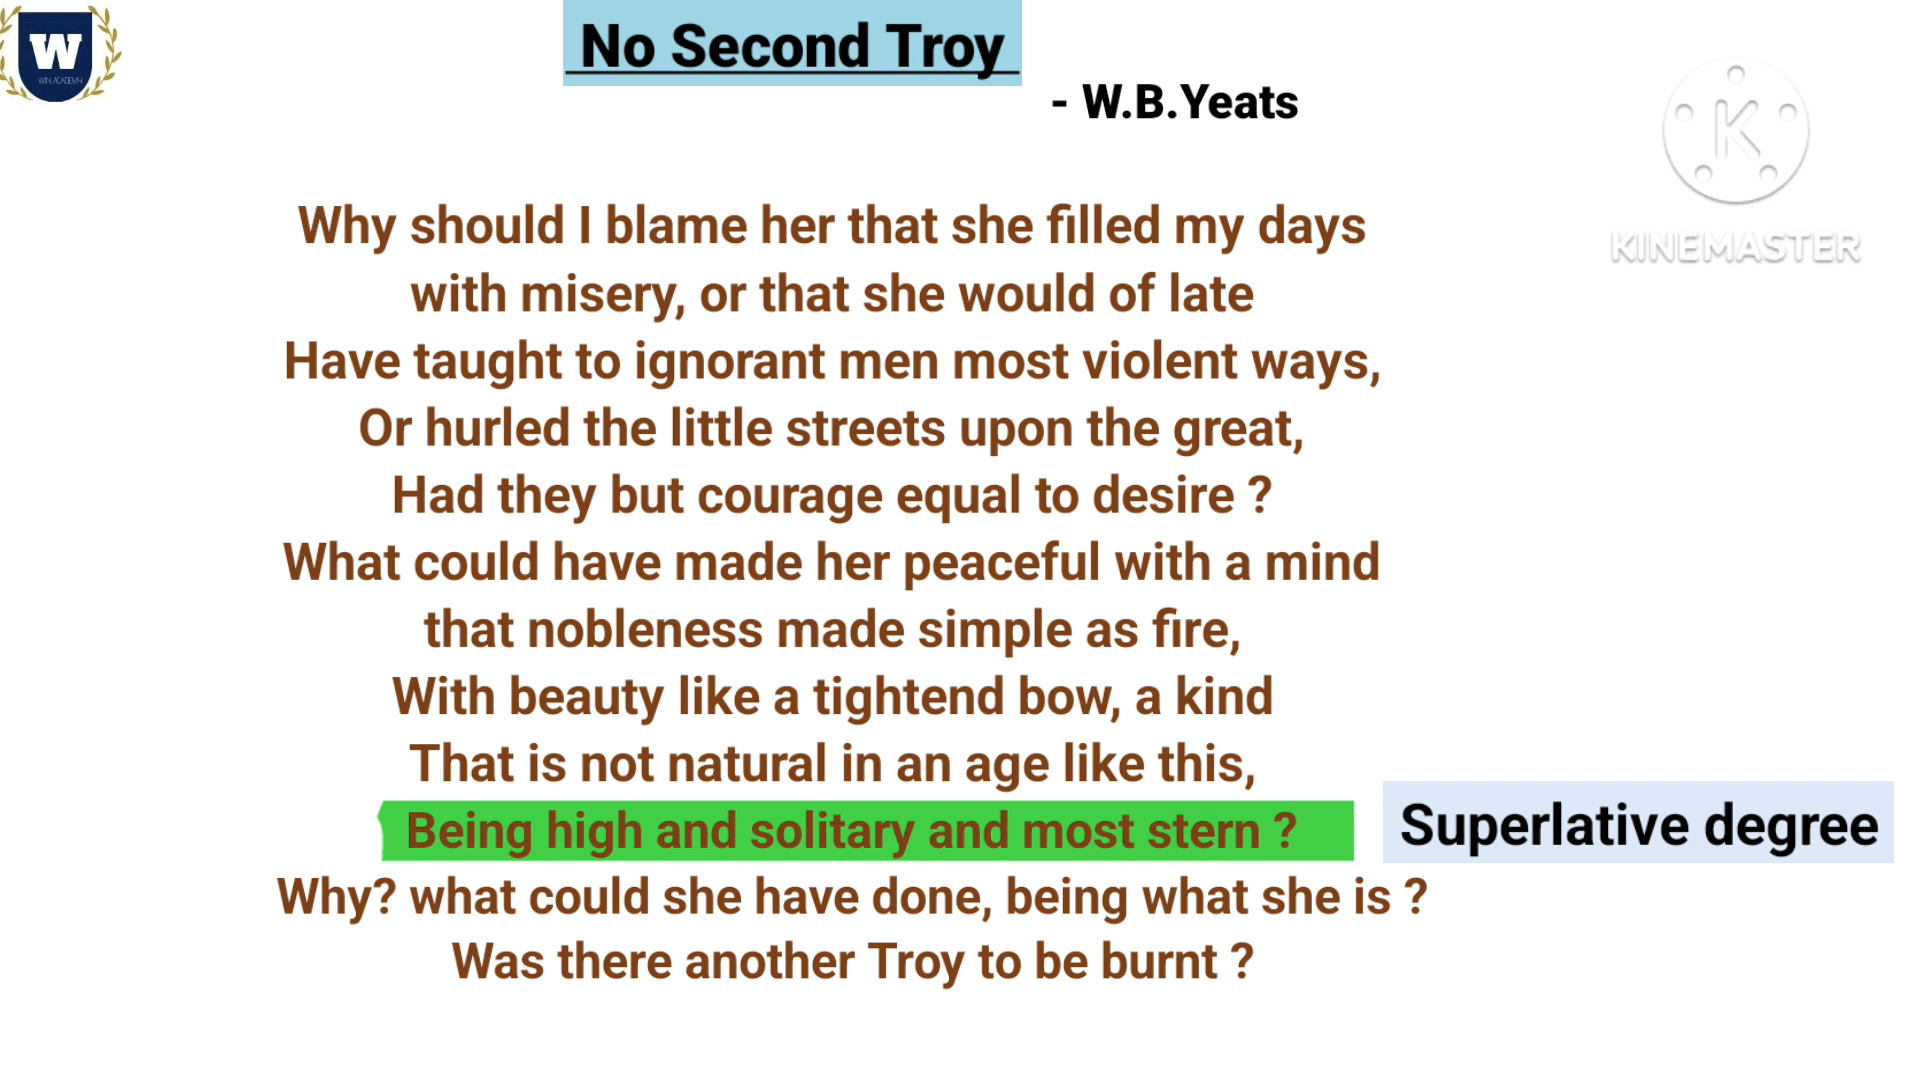 W
WIN ACADEMY
No Second Troy
- W.B.Yeats
K
KINEMASTER
Why should I blame her that she filled my days
with misery, or that she would of late
Have taught to ignorant men most violent ways,
Or hurled the little streets upon the great,
Had they but courage equal to desire ?
What could have made her peaceful with a mind
that nobleness made simple as fire,
With beauty like a tightend bow, a kind
That is not natural in an age like this,
Being high and solitary and most stern ?
Superlative degree
Why? what could she have done, being what she is ?
Was there another Troy to be burnt ?